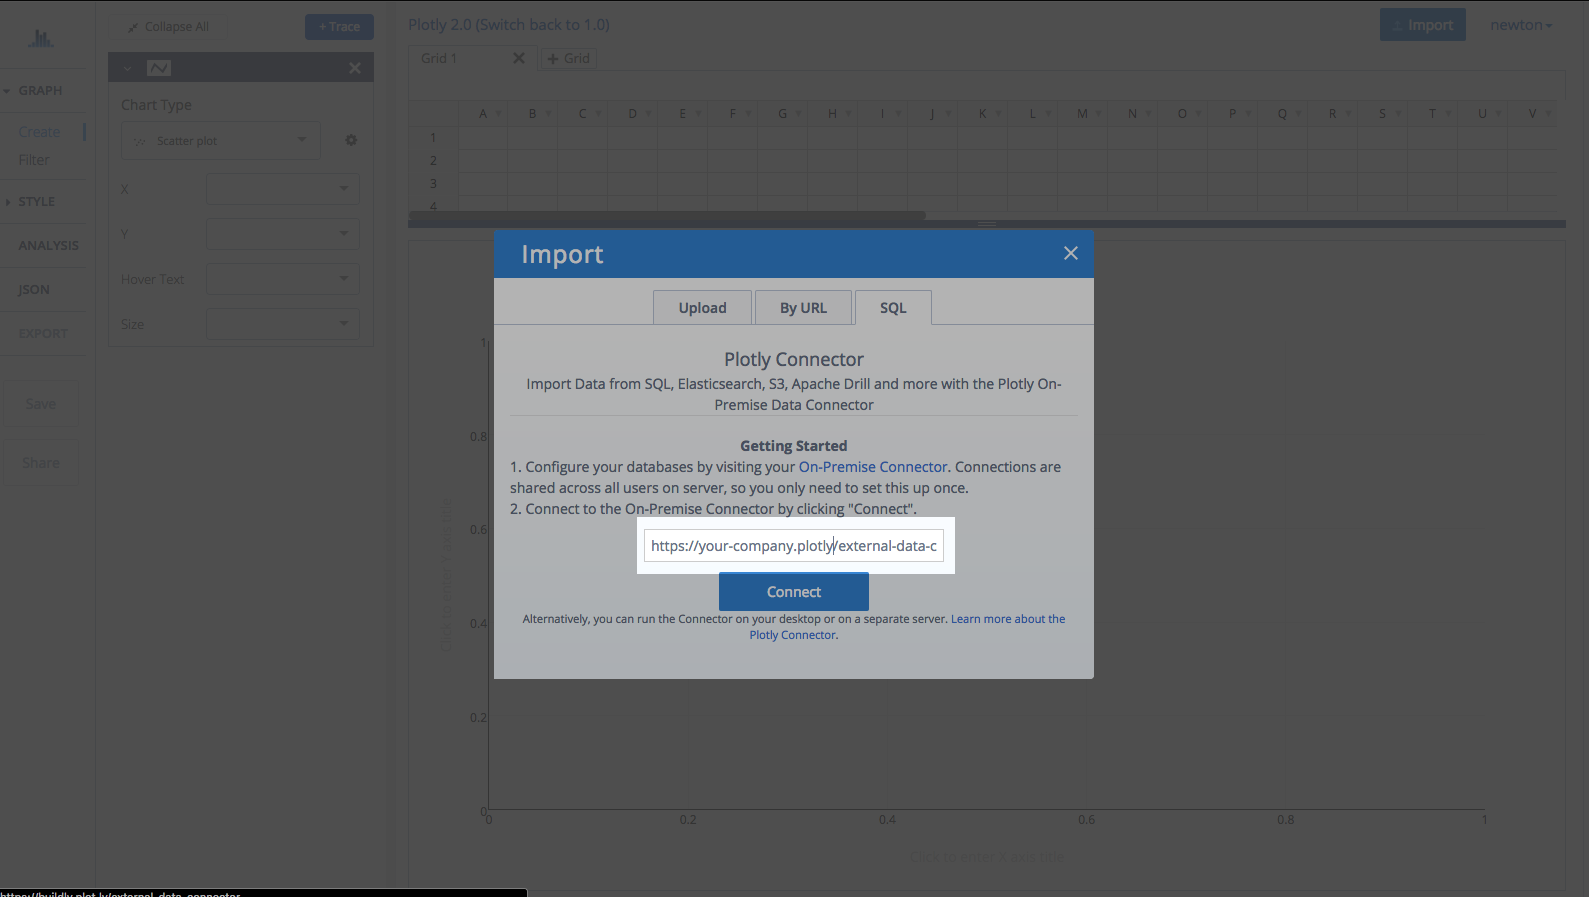 Collapse All
+ Trace
Plotly 2.0 (Switch back to 1.0)
Import
newton
Grid 1
+ Grid
GRAPH
Create
Filter
STYLE
ANALYSIS
JSON
EXPORT
Save
Share
Chart Type
Scatter plot
X
Y
Hover Text
Size
A B C D E F G H I J K L M N O P Q R S T U V
1
2
3
4
Import
Upload
By URL
SQL
Plotly Connector
Import Data from SQL, Elasticsearch, S3, Apache Drill and more with the Plotly On-
Premise Data Connector
Getting Started
1. Configure your databases by visiting your On-Premise Connector. Connections are
shared across all users on server, so you only need to set this up once.
2. Connect to the On-Premise Connector by clicking "Connect".
https://your-company.plotly/external-data-c
Connect
Alternatively, you can run the Connector on your desktop or on a separate server. Learn more about the
Plotly Connector.
1
0.8
0.6
0.4
0.2
0
Click to enter Y axis title
0 0.2 0.4 0.6 0.8 1
Click to enter X axis title
https://buildly.plot.ly/external-data-connector